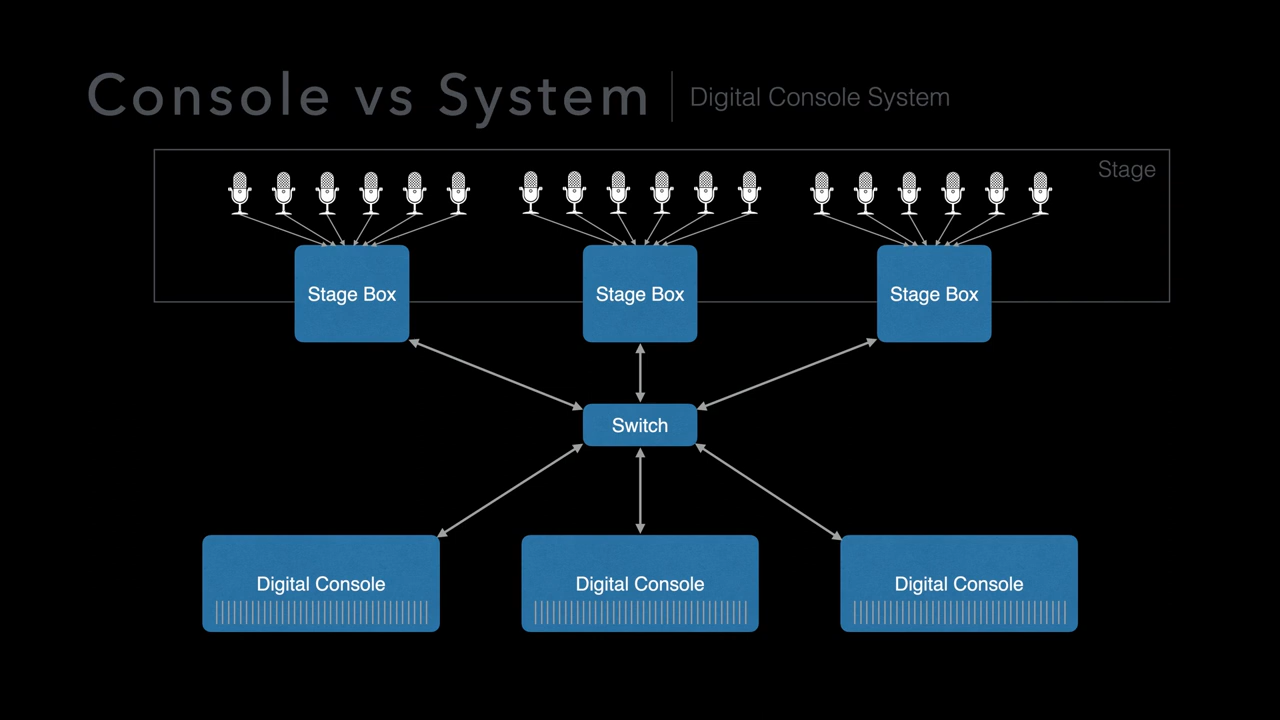 Console vs System
Digital Console System
Stage
Stage Box
Stage Box
Stage Box
Switch
Digital Console
Digital Console
Digital Console